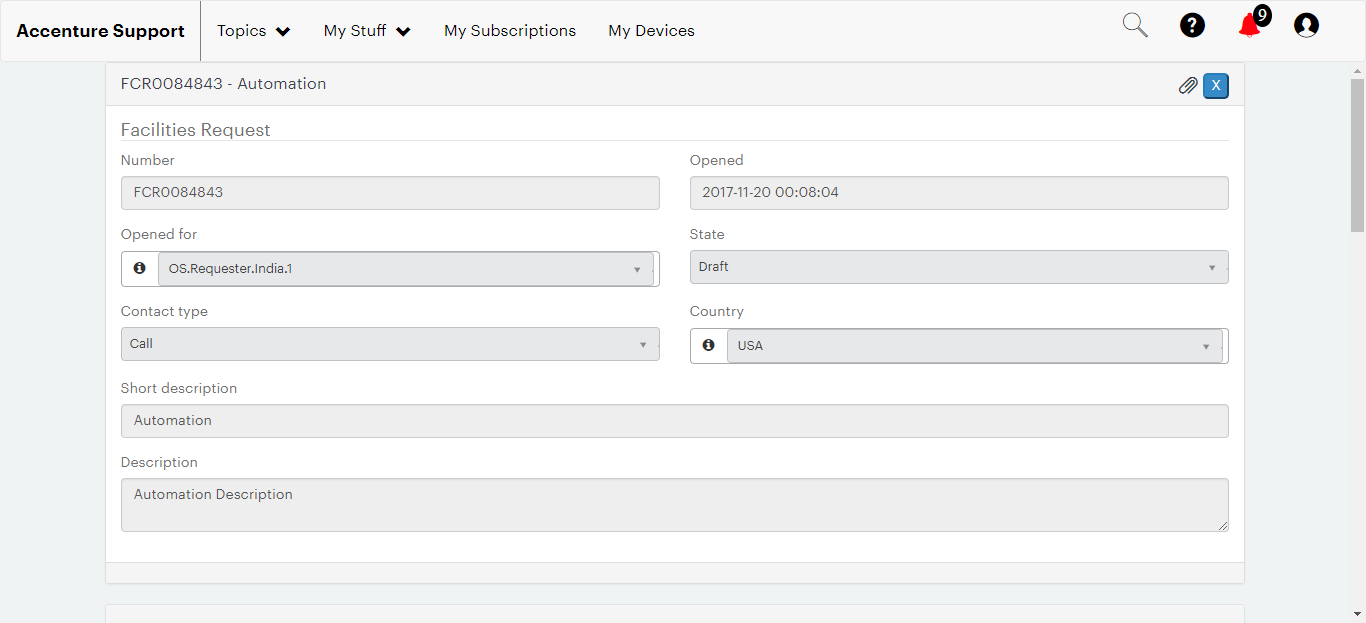 Accenture Support Topics My Stuff My Subscriptions My Devices ? 9
FCR0084843 - Automation X
Facilities Request
Number Opened
FCR0084843 2017-11-20 00:08:04
Opened for State
OS.Requester.India.1 Draft
Contact type Country
Call USA
Short description
Automation
Description
Automation Description